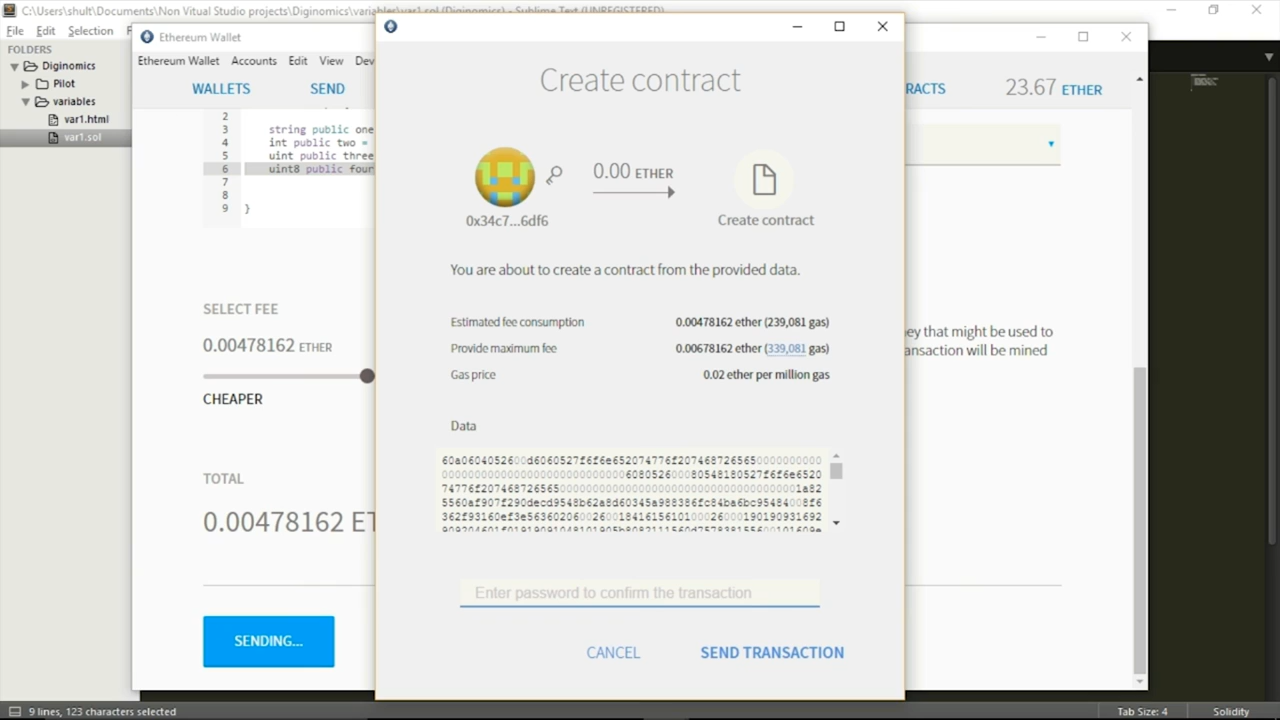 C:\Users\shult\Documents\Non Vitual Studio projects\Diginomics\variables\var1.sol (Diginomics) - Sublime Text (UNREGISTERED)
File Edit Selection
FOLDERS
Diginomics
Pilot
variables
var1.html
var1.sol
Ethereum Wallet
Ethereum Wallet Accounts Edit View Dev
WALLETS SEND RACTS 23.67 ETHER
2
3 string public one
4 int public two =
5 uint public three
6 uint8 public four
7
8
9 }
SELECT FEE
0.00478162 ETHER
CHEAPER
ey that might be used to
ansaction will be mined
TOTAL
0.00478162 ET
SENDING...
Create contract
0.00 ETHER
0x34c7...6df6
Create contract
You are about to create a contract from the provided data.
Estimated fee consumption 0.00478162 ether (239,081 gas)
Provide maximum fee 0.00678162 ether (339,081 gas)
Gas price 0.02 ether per million gas
Data
Enter password to confirm the transaction
CANCEL SEND TRANSACTION
9 lines, 123 characters selected
Tab Size: 4 Solidity